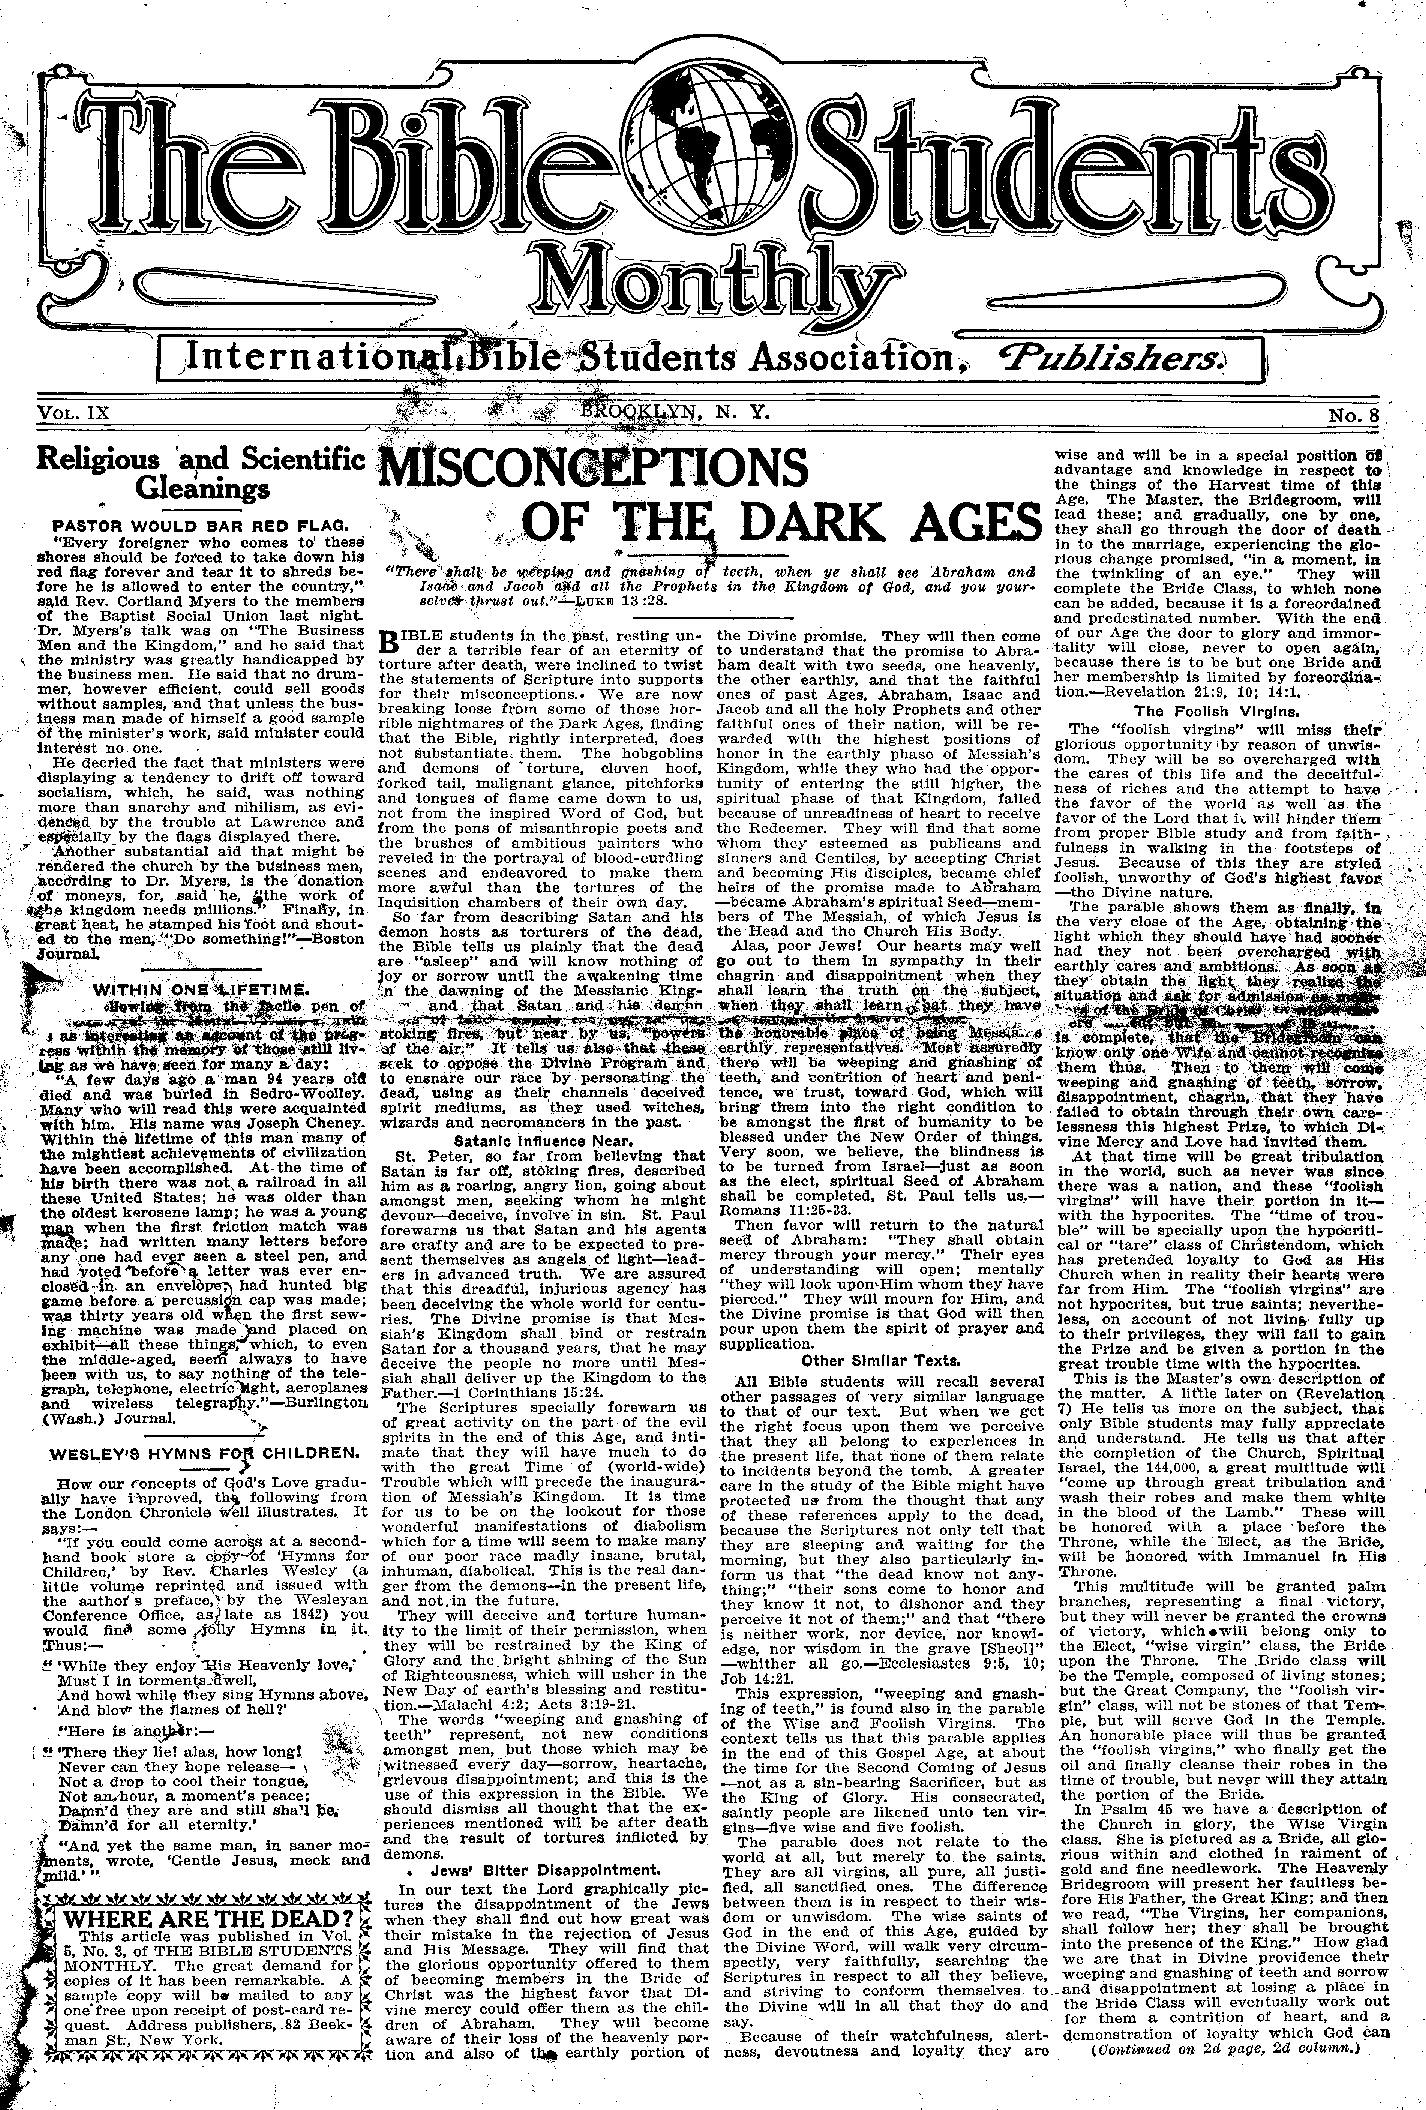 The Bible Students
Monthly
International Bible Students Association, Publishers.
VOL. IX
BROOKLYN, N. Y.
No. 8
Religious and Scientific
Gleanings
PASTOR WOULD BAR RED FLAG.
"Every foreigner who comes to these
shores should be forced to take down his
red flag forever and tear it to shreds be-
fore he is allowed to enter the country,"
said Rev. Cortland Myers to the members
of the Baptist Social Union last night.
Dr. Myers's talk was on "The Business
Men and the Kingdom," and he said that
the ministry was greatly handicapped by
the business men. He said that no drum-
mer, however efficient, could sell goods
without samples, and that unless the bus-
iness man made of himself a good sample
of the minister's work, said minister could
interest no one.
He decried the fact that ministers were
displaying a tendency to drift off toward
socialism, which, he said, was nothing
more than anarchy and nihilism, as evi-
denced by the trouble at Lawrence and
especially by the flags displayed there.
Another substantial aid that might be
rendered the church by the business men,
according to Dr. Myers, is the donation
of moneys, for, said he, "the work of
the kingdom needs millions." Finally, in
great heat, he stamped his foot and shout-
ed to the men, "Do something!"—Boston
Journal.
WITHIN ONE LIFETIME.
from the facile pen of
as interesting an account of the prog-
ress within the memory of those still liv-
ing as we have seen for many a day:
"A few days ago a man 94 years old
died and was buried in Sedro-Woolley.
Many who will read this were acquainted
with him. His name was Joseph Cheney.
Within the lifetime of this man many of
the mightiest achievements of civilization
have been accomplished. At the time of
his birth there was not a railroad in all
these United States; he was older than
the oldest kerosene lamp; he was a young
man when the first friction match was
made; had written many letters before
any one had ever seen a steel pen, and
had voted before a letter was ever en-
closed in an envelope; had hunted big
game before a percussion cap was made;
was thirty years old when the first sew-
ing machine was made and placed on
exhibit—all these things, which, to even
the middle-aged, seem always to have
been with us, to say nothing of the tele-
graph, telephone, electric light, aeroplanes
and wireless telegraphy."—Burlington
(Wash.) Journal.
WESLEY'S HYMNS FOR CHILDREN.
How our concepts of God's Love gradu-
ally have improved, the following from
the London Chronicle well illustrates. It
says:—
"If you could come across at a second-
hand book store a copy of 'Hymns for
Children,' by Rev. Charles Wesley (a
little volume reprinted and issued with
the author's preface, by the Wesleyan
Conference Office, as late as 1842) you
would find some jolly Hymns in it.
Thus:—
" 'While they enjoy His Heavenly love,
Must I in torments dwell,
And howl while they sing Hymns above,
And blow the flames of hell?'
"Here is another:—
" 'There they lie! alas, how long!
Never can they hope release—
Not a drop to cool their tongue,
Not an hour, a moment's peace;
Damn'd they are and still shall be,
Damn'd for all eternity.'
"And yet the same man, in saner mo-
ments, wrote, 'Gentle Jesus, meek and
mild.' "
WHERE ARE THE DEAD?
This article was published in Vol.
5, No. 3, of THE BIBLE STUDENTS
MONTHLY. The great demand for
copies of it has been remarkable. A
sample copy will be mailed to any
one free upon receipt of post-card re-
quest. Address publishers, 82 Beek-
man St., New York.
MISCONCEPTIONS
OF THE DARK AGES
"There shall be weeping and gnashing of teeth, when ye shall see Abraham and
Isaac and Jacob and all the Prophets in the Kingdom of God, and you your-
selves thrust out."—LUKE 13:28.
BIBLE students in the past, resting un-
der a terrible fear of an eternity of
torture after death, were inclined to twist
the statements of Scripture into supports
for their misconceptions. We are now
breaking loose from some of those hor-
rible nightmares of the Dark Ages, finding
that the Bible, rightly interpreted, does
not substantiate them. The hobgoblins
and demons of torture, cloven hoof,
forked tail, malignant glance, pitchforks
and tongues of flame came down to us,
not from the inspired Word of God, but
from the pens of misanthropic poets and
the brushes of ambitious painters who
reveled in the portrayal of blood-curdling
scenes and endeavored to make them
more awful than the tortures of the
Inquisition chambers of their own day.
So far from describing Satan and his
demon hosts as torturers of the dead,
the Bible tells us plainly that the dead
are "asleep" and will know nothing of
joy or sorrow until the awakening time
in the dawning of the Messianic King-
and that Satan and his demon
stoking fires, but near by us, "powers
of the air." It tells us also that these
seek to oppose the Divine Program and
to ensnare our race by personating the
dead, using as their channels deceived
spirit mediums, as they used witches,
wizards and necromancers in the past.
Satanic Influence Near.
St. Peter, so far from believing that
Satan is far off, stoking fires, described
him as a roaring, angry lion, going about
amongst men, seeking whom he might
devour—deceive, involve in sin. St. Paul
forewarns us that Satan and his agents
are crafty and are to be expected to pre-
sent themselves as angels of light—lead-
ers in advanced truth. We are assured
that this dreadful, injurious agency has
been deceiving the whole world for centu-
ries. The Divine promise is that Mes-
siah's Kingdom shall bind or restrain
Satan for a thousand years, that he may
deceive the people no more until Mes-
siah shall deliver up the Kingdom to the
Father.—1 Corinthians 15:24.
The Scriptures specially forewarn us
of great activity on the part of the evil
spirits in the end of this Age, and inti-
mate that they will have much to do
with the great Time of (world-wide)
Trouble which will precede the inaugura-
tion of Messiah's Kingdom. It is time
for us to be on the lookout for those
wonderful manifestations of diabolism
which for a time will seem to make many
of our poor race madly insane, brutal,
inhuman, diabolical. This is the real dan-
ger from the demons—in the present life,
and not in the future.
They will deceive and torture human-
ity to the limit of their permission, when
they will be restrained by the King of
Glory and the bright shining of the Sun
of Righteousness, which will usher in the
New Day of earth's blessing and restitu-
tion.—Malachi 4:2; Acts 3:19-21.
The words "weeping and gnashing of
teeth" represent, not new conditions
amongst men, but those which may be
witnessed every day—sorrow, heartache,
grievous disappointment; and this is the
use of this expression in the Bible. We
should dismiss all thought that the ex-
periences mentioned will be after death
and the result of tortures inflicted by
demons.
Jews' Bitter Disappointment.
In our text the Lord graphically pic-
tures the disappointment of the Jews
when they shall find out how great was
their mistake in the rejection of Jesus
and His Message. They will find that
the glorious opportunity offered to them
of becoming members in the Bride of
Christ was the highest favor that Di-
vine mercy could offer them as the chil-
dren of Abraham. They will become
aware of their loss of the heavenly por-
tion and also of the earthly portion of
the Divine promise. They will then come
to understand that the promise to Abra-
ham dealt with two seeds, one heavenly,
the other earthly, and that the faithful
ones of past Ages, Abraham, Isaac and
Jacob and all the holy Prophets and other
faithful ones of their nation, will be re-
warded with the highest positions of
honor in the earthly phase of Messiah's
Kingdom, while they who had the oppor-
tunity of entering the still higher, the
spiritual phase of that Kingdom, failed
because of unreadiness of heart to receive
the Redeemer. They will find that some
whom they esteemed as publicans and
sinners and Gentiles, by accepting Christ
and becoming His disciples, became chief
heirs of the promise made to Abraham
—became Abraham's spiritual Seed—mem-
bers of The Messiah, of which Jesus is
the Head and the Church His Body.
Alas, poor Jews! Our hearts may well
go out to them in sympathy in their
chagrin and disappointment when they
shall learn the truth on the subject,
when they shall learn that they have
the honorable place of being Messiah's
earthly representatives. Most assuredly
there will be weeping and gnashing of
teeth, and contrition of heart and peni-
tence, we trust, toward God, which will
bring them into the right condition to
be amongst the first of humanity to be
blessed under the New Order of things.
Very soon, we believe, the blindness is
to be turned from Israel—just as soon
as the elect, spiritual Seed of Abraham
shall be completed, St. Paul tells us.—
Romans 11:25-33.
Then favor will return to the natural
seed of Abraham: "They shall obtain
mercy through your mercy." Their eyes
of understanding will open; mentally
"they will look upon Him whom they have
pierced." They will mourn for Him, and
the Divine promise is that God will then
pour upon them the spirit of prayer and
supplication.
Other Similar Texts.
All Bible students will recall several
other passages of very similar language
to that of our text. But when we get
the right focus upon them we perceive
that they all belong to experiences in
the present life, that none of them relate
to incidents beyond the tomb. A greater
care in the study of the Bible might have
protected us from the thought that any
of these references apply to the dead,
because the Scriptures not only tell that
they are sleeping and waiting for the
morning, but they also particularly in-
form us that "the dead know not any-
thing;" "their sons come to honor and
they know it not, to dishonor and they
perceive it not of them;" and that "there
is neither work, nor device, nor knowl-
edge, nor wisdom in the grave [Sheol]"
—whither all go.—Ecclesiastes 9:5, 10;
Job 14:21.
This expression, "weeping and gnash-
ing of teeth," is found also in the parable
of the Wise and Foolish Virgins. The
context tells us that this parable applies
in the end of this Gospel Age, at about
the time for the Second Coming of Jesus
—not as a sin-bearing Sacrificer, but as
the King of Glory. His consecrated,
saintly people are likened unto ten vir-
gins—five wise and five foolish.
The parable does not relate to the
world at all, but merely to the saints.
They are all virgins, all pure, all justi-
fied, all sanctified ones. The difference
between them is in respect to their wis-
dom or unwisdom. The wise saints of
God in the end of this Age, guided by
the Divine Word, will walk very circum-
spectly, very faithfully, searching the
Scriptures in respect to all they believe,
and striving to conform themselves to
the Divine will in all that they do and
say.
Because of their watchfulness, alert-
ness, devoutness and loyalty they are
wise and will be in a special position of
advantage and knowledge in respect to
the things of the Harvest time of this
Age. The Master, the Bridegroom, will
lead these; and gradually, one by one,
they shall go through the door of death
in to the marriage, experiencing the glo-
rious change promised, "in a moment, in
the twinkling of an eye." They will
complete the Bride Class, to which none
can be added, because it is a foreordained
and predestinated number. With the end
of our Age the door to glory and immor-
tality will close, never to open again,
because there is to be but one Bride and
her membership is limited by foreordina-
tion.—Revelation 21:9, 10; 14:1.
The Foolish Virgins.
The "foolish virgins" will miss their
glorious opportunity by reason of unwis-
dom. They will be so overcharged with
the cares of this life and the deceitful-
ness of riches and the attempt to have
the favor of the world as well as the
favor of the Lord that it will hinder them
from proper Bible study and from faith-
fulness in walking in the footsteps of
Jesus. Because of this they are styled
foolish, unworthy of God's highest favor
—the Divine nature.
The parable shows them as finally, in
the very close of the Age, obtaining the
light which they should have had sooner
had they not been overcharged with
earthly cares and ambitions. As soon as
they obtain the light they realize the
situation and ask for admission as
of the Bride of Christ
is complete, that the Bridegroom can
know only one Wife and cannot recognize
them thus. Then to them will come
weeping and gnashing of teeth, sorrow,
disappointment, chagrin, that they have
failed to obtain through their own care-
lessness this highest Prize, to which Di-
vine Mercy and Love had invited them.
At that time will be great tribulation
in the world, such as never was since
there was a nation, and these "foolish
virgins" will have their portion in it—
with the hypocrites. The "time of trou-
ble" will be specially upon the hypocriti-
cal or "tare" class of Christendom, which
has pretended loyalty to God as His
Church when in reality their hearts were
far from Him. The "foolish virgins" are
not hypocrites, but true saints; neverthe-
less, on account of not living fully up
to their privileges, they will fail to gain
the Prize and be given a portion in the
great trouble time with the hypocrites.
This is the Master's own description of
the matter. A little later on (Revelation
7) He tells us more on the subject, that
only Bible students may fully appreciate
and understand. He tells us that after
the completion of the Church, Spiritual
Israel, the 144,000, a great multitude will
"come up through great tribulation and
wash their robes and make them white
in the blood of the Lamb." These will
be honored with a place before the
Throne, while the Elect, as the Bride,
will be honored with Immanuel in His
Throne.
This multitude will be granted palm
branches, representing a final victory,
but they will never be granted the crowns
of victory, which will belong only to
the Elect, "wise virgin" class, the Bride
upon the Throne. The Bride class will
be the Temple, composed of living stones;
but the Great Company, the "foolish vir-
gin" class, will not be stones of that Tem-
ple, but will serve God in the Temple.
An honorable place will thus be granted
the "foolish virgins," who finally get the
oil and finally cleanse their robes in the
time of trouble, but never will they attain
the portion of the Bride.
In Psalm 45 we have a description of
the Church in glory, the Wise Virgin
class. She is pictured as a Bride, all glo-
rious within and clothed in raiment of
gold and fine needlework. The Heavenly
Bridegroom will present her faultless be-
fore His Father, the Great King; and then
we read, "The Virgins, her companions,
shall follow her; they shall be brought
into the presence of the King." How glad
we are that in Divine providence their
weeping and gnashing of teeth and sorrow
and disappointment at losing a place in
the Bride Class will eventually work out
for them a contrition of heart, and a
demonstration of loyalty which God can
(Continued on 2d page, 2d column.)